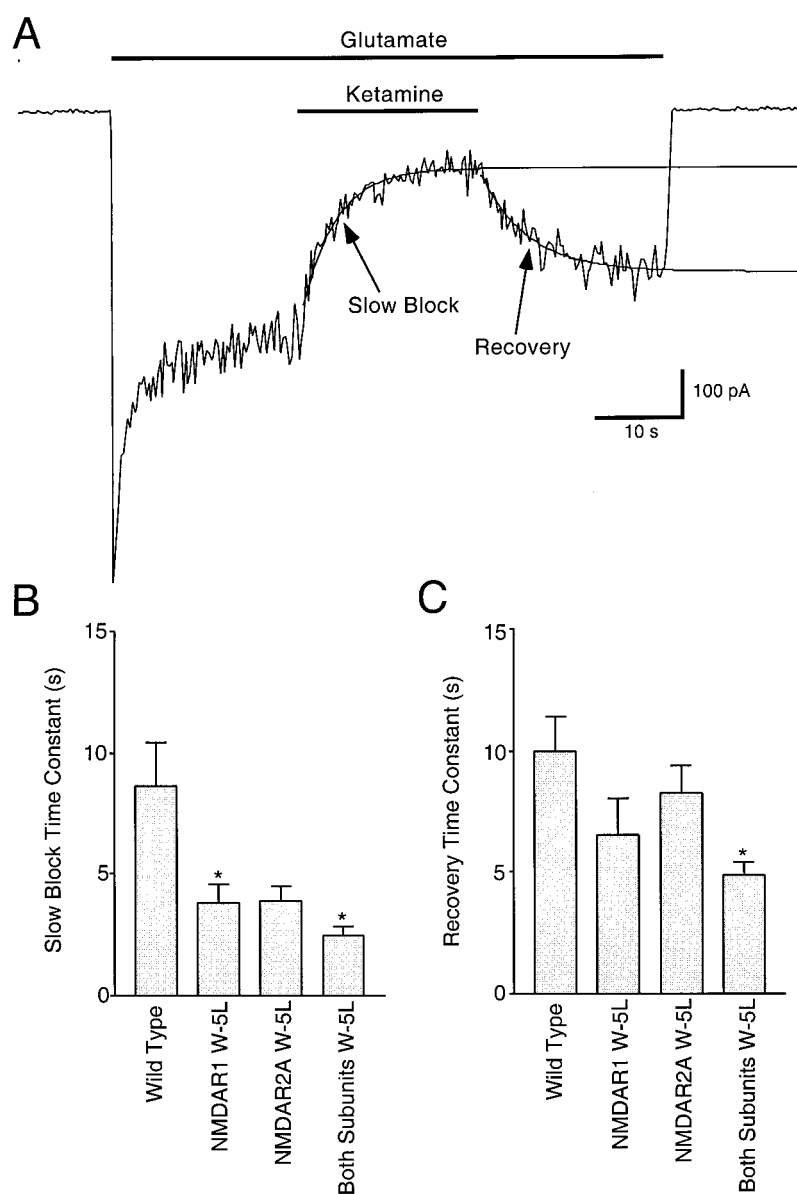 A
Glutamate
Ketamine
Slow Block
Recovery
100 pA
10 s
B
Slow Block Time Constant (s)
15
10
5
0
*
*
Wild Type
NMDAR1 W-5L
NMDAR2A W-5L
Both Subunits W-5L
C
Recovery Time Constant (s)
15
10
5
0
*
Wild Type
NMDAR1 W-5L
NMDAR2A W-5L
Both Subunits W-5L